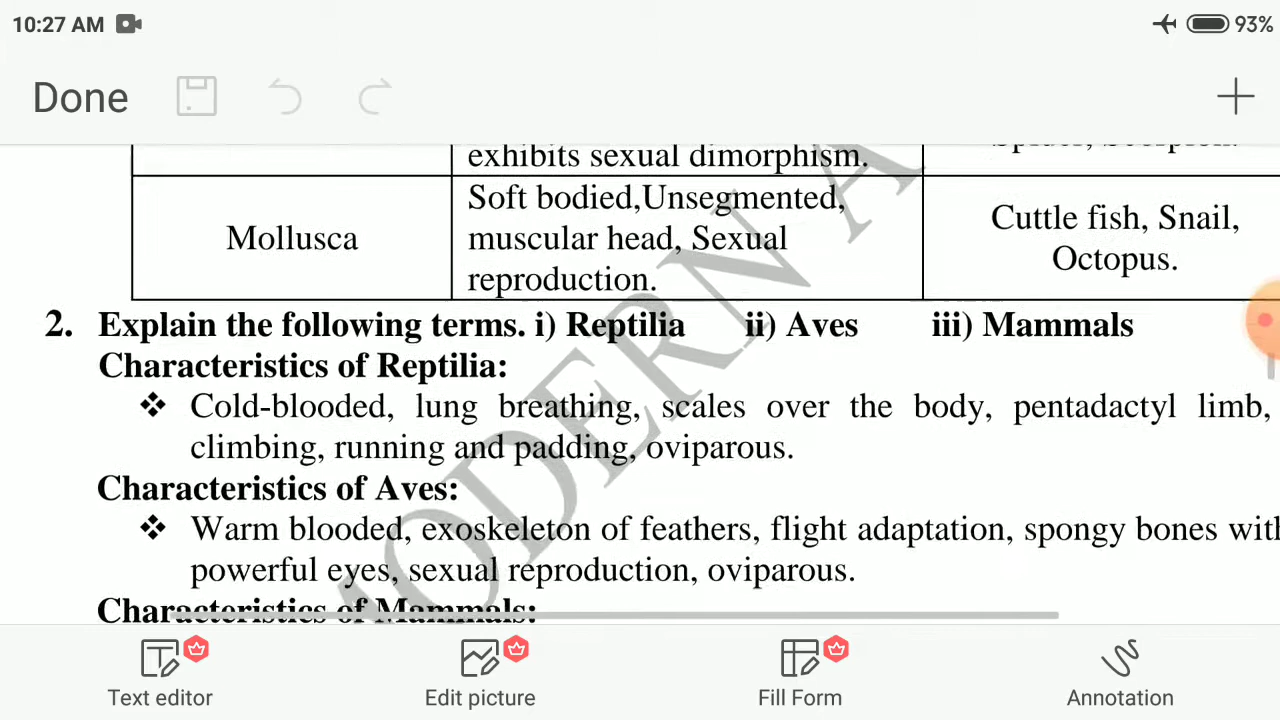 10:27 AM
93%
Done
exhibits sexual dimorphism.
Spider, Scorpion.
Mollusca
Soft bodied,Unsegmented,
muscular head, Sexual
reproduction.
Cuttle fish, Snail,
Octopus.
2. Explain the following terms. i) Reptilia ii) Aves iii) Mammals
Characteristics of Reptilia:
❖ Cold-blooded, lung breathing, scales over the body, pentadactyl limb,
climbing, running and padding, oviparous.
Characteristics of Aves:
❖ Warm blooded, exoskeleton of feathers, flight adaptation, spongy bones with
powerful eyes, sexual reproduction, oviparous.
Characteristics of Mammals:
MODERN A
Text editor
Edit picture
Fill Form
Annotation